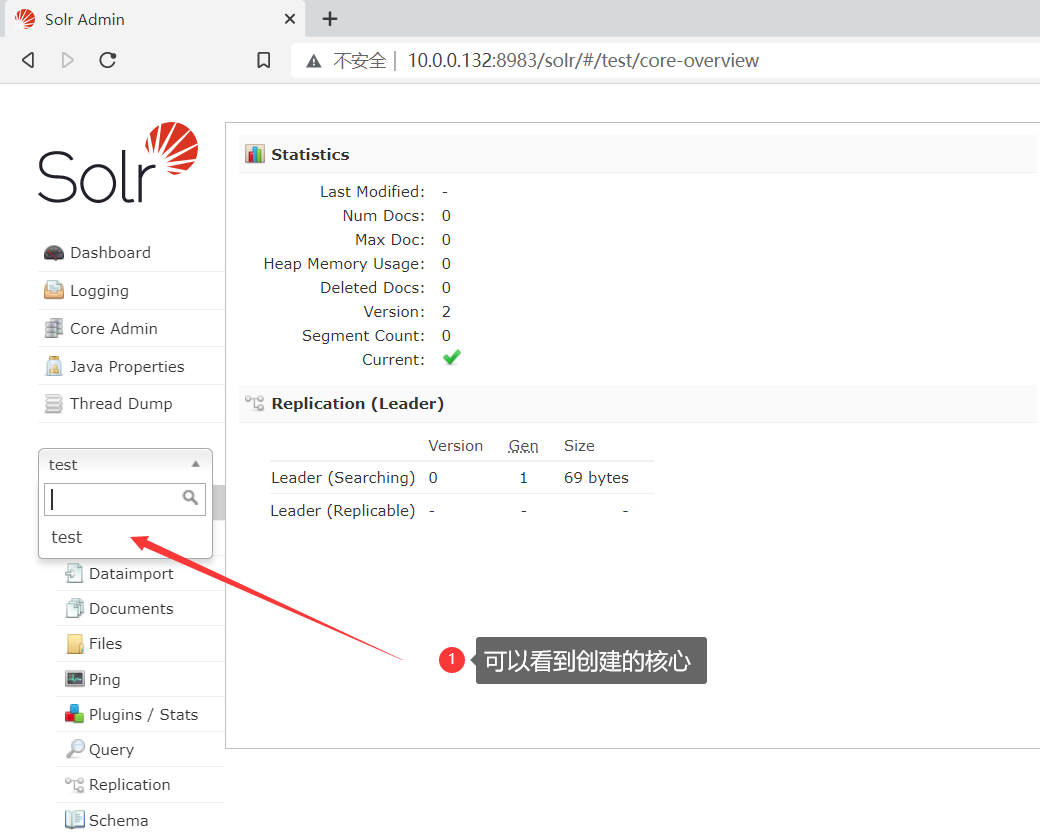 Solr Admin
不安全 | 10.0.0.132:8983/solr/#/test/core-overview
Solr
Dashboard
Logging
Core Admin
Java Properties
Thread Dump
test
test
Dataimport
Documents
Files
Ping
Plugins / Stats
Query
Replication
Schema
Statistics
Last Modified: -
Num Docs: 0
Max Doc: 0
Heap Memory Usage: 0
Deleted Docs: 0
Version: 2
Segment Count: 0
Current:
Replication (Leader)
Version Gen Size
Leader (Searching) 0 1 69 bytes
Leader (Replicable) - - -
1 可以看到创建的核心